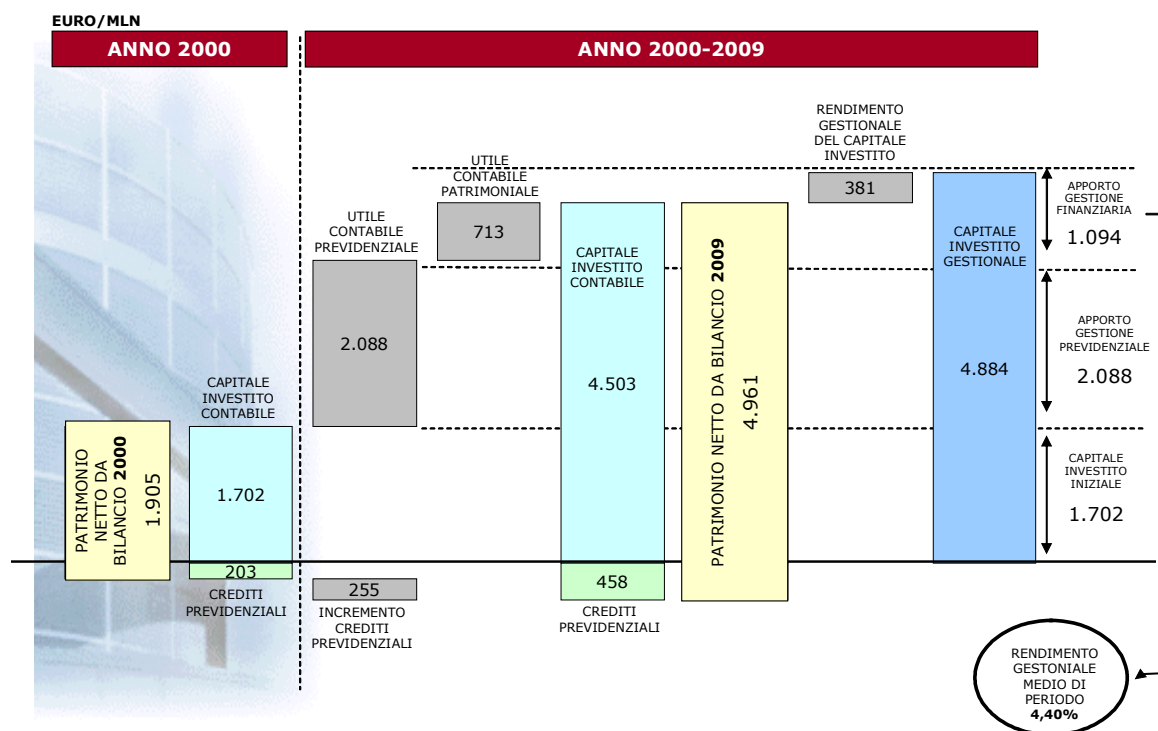 EURO/MLN
ANNO 2000
ANNO 2000-2009
PATRIMONIO
NETTO DA
BILANCIO 2000
1.905
CAPITALE
INVESTITO
CONTABILE
1.702
203
CREDITI
PREVIDENZIALI
UTILE
CONTABILE
PREVIDENZIALE
2.088
255
INCREMENTO
CREDITI
PREVIDENZIALI
UTILE
CONTABILE
PATRIMONIALE
713
CAPITALE
INVESTITO
CONTABILE
4.503
458
CREDITI
PREVIDENZIALI
PATRIMONIO NETTO DA BILANCIO 2009
4.961
RENDIMENTO
GESTIONALE
DEL CAPITALE
INVESTITO
381
CAPITALE
INVESTITO
GESTIONALE
4.884
APPORTO
GESTIONE
FINANZIARIA
1.094
APPORTO
GESTIONE
PREVIDENZIALE
2.088
CAPITALE
INVESTITO
INIZIALE
1.702
RENDIMENTO
GESTONIALE
MEDIO DI
PERIODO
4,40%